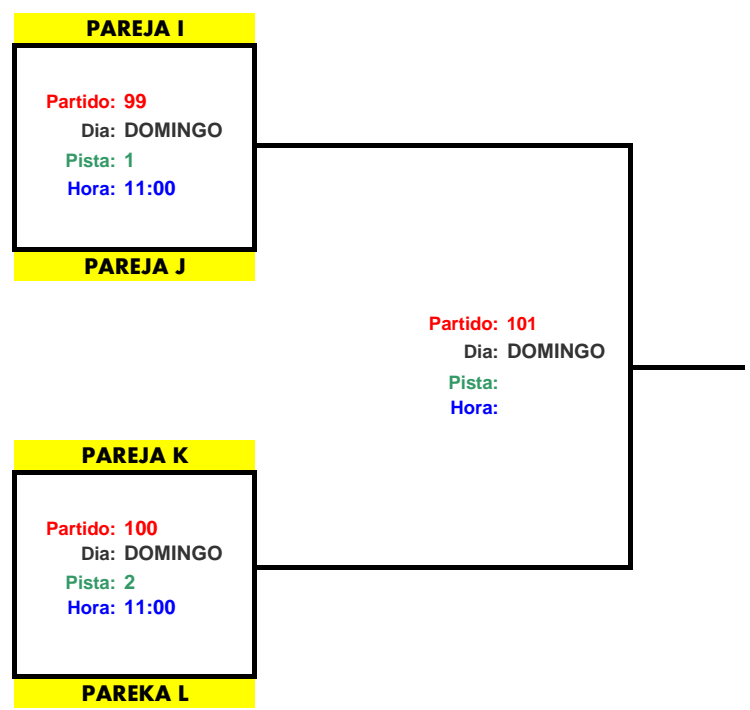 PAREJA I
Partido: 99
Dia: DOMINGO
Pista: 1
Hora: 11:00
PAREJA J
Partido: 101
Dia: DOMINGO
Pista:
Hora:
PAREJA K
Partido: 100
Dia: DOMINGO
Pista: 2
Hora: 11:00
PAREKA L